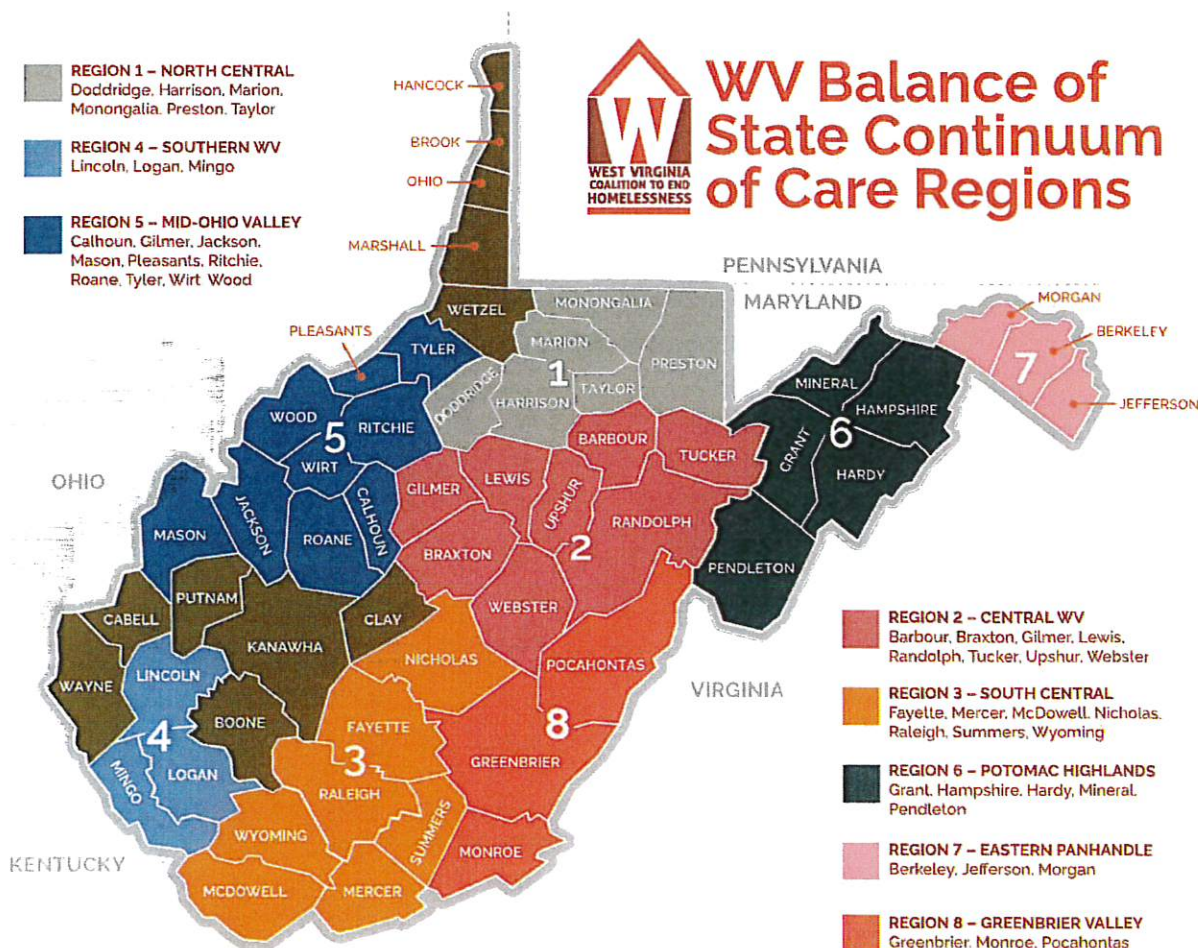 REGION 1 – NORTH CENTRAL
Doddridge, Harrison, Marion,
Monongalia, Preston, Taylor
REGION 4 – SOUTHERN WV
Lincoln, Logan, Mingo
REGION 5 – MID-OHIO VALLEY
Calhoun, Gilmer, Jackson,
Mason, Pleasants, Ritchie,
Roane, Tyler, Wirt Wood
W
WEST VIRGINIA
COALITION TO END
HOMELESSNESS
WV Balance of
State Continuum
of Care Regions
HANCOCK
BROOK
OHIO
MARSHALL
PENNSYLVANIA
MARYLAND
MORGAN
BERKELEY
7
JEFFERSON
WETZEL
MONONGALIA
PLEASANTS
TYLER
MARION
PRESTON
1
TAYLOR
DODDRIDGE
HARRISON
MINERAL
HAMPSHIRE
WOOD
RITCHIE
5
BARBOUR
TUCKER
GRANT
6
HARDY
WIRT
OHIO
GILMER
LEWIS
UPSHUR
RANDOLPH
MASON
JACKSON
ROANE
CALHOUN
BRAXTON
2
PENDLETON
PUTNAM
CABELL
CLAY
WEBSTER
KANAWHA
NICHOLAS
POCAHONTAS
WAYNE
LINCOLN
VIRGINIA
BOONE
FAYETTE
8
4
3
GREENBRIER
MINGO
LOGAN
RALEIGH
WYOMING
SUMMERS
MONROE
KENTUCKY
MCDOWELL
MERCER
REGION 2 – CENTRAL WV
Barbour, Braxton, Gilmer, Lewis,
Randolph, Tucker, Upshur, Webster
REGION 3 – SOUTH CENTRAL
Fayette, Mercer, McDowell, Nicholas,
Raleigh, Summers, Wyoming
REGION 6 – POTOMAC HIGHLANDS
Grant, Hampshire, Hardy, Mineral,
Pendleton
REGION 7 – EASTERN PANHANDLE
Berkeley, Jefferson, Morgan
REGION 8 – GREENBRIER VALLEY
Greenbrier, Monroe, Pocahontas